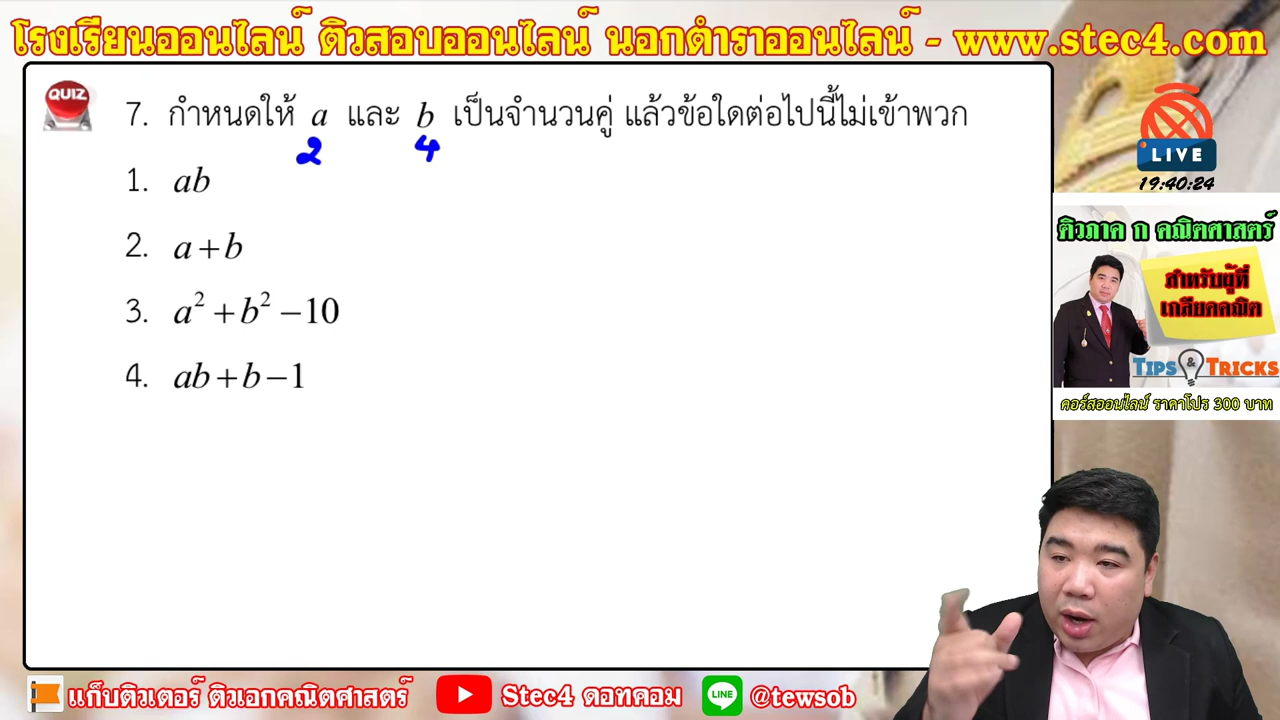 โรงเรียนออนไลน์ ติวสอบออนไลน์ นอกตำราออนไลน์ - www.stec4.com
QUIZ
7. กำหนดให้ a และ b เป็นจำนวนคู่ แล้วข้อใดต่อไปนี้ไม่เข้าพวก
2 4
1. ab
2. a+b
3. a²+b²−10
4. ab+b−1
LIVE
19:40:24
ติวภาค ก คณิตศาสตร์
สำหรับผู้ที่
เกลียดคณิต
TIPS & TRICKS
คอร์สออนไลน์ ราคาโปร 300 บาท
แก็บติวเตอร์ ติวเอกคณิตศาสตร์
Stec4 ดอทคอม
LINE
@tewsob